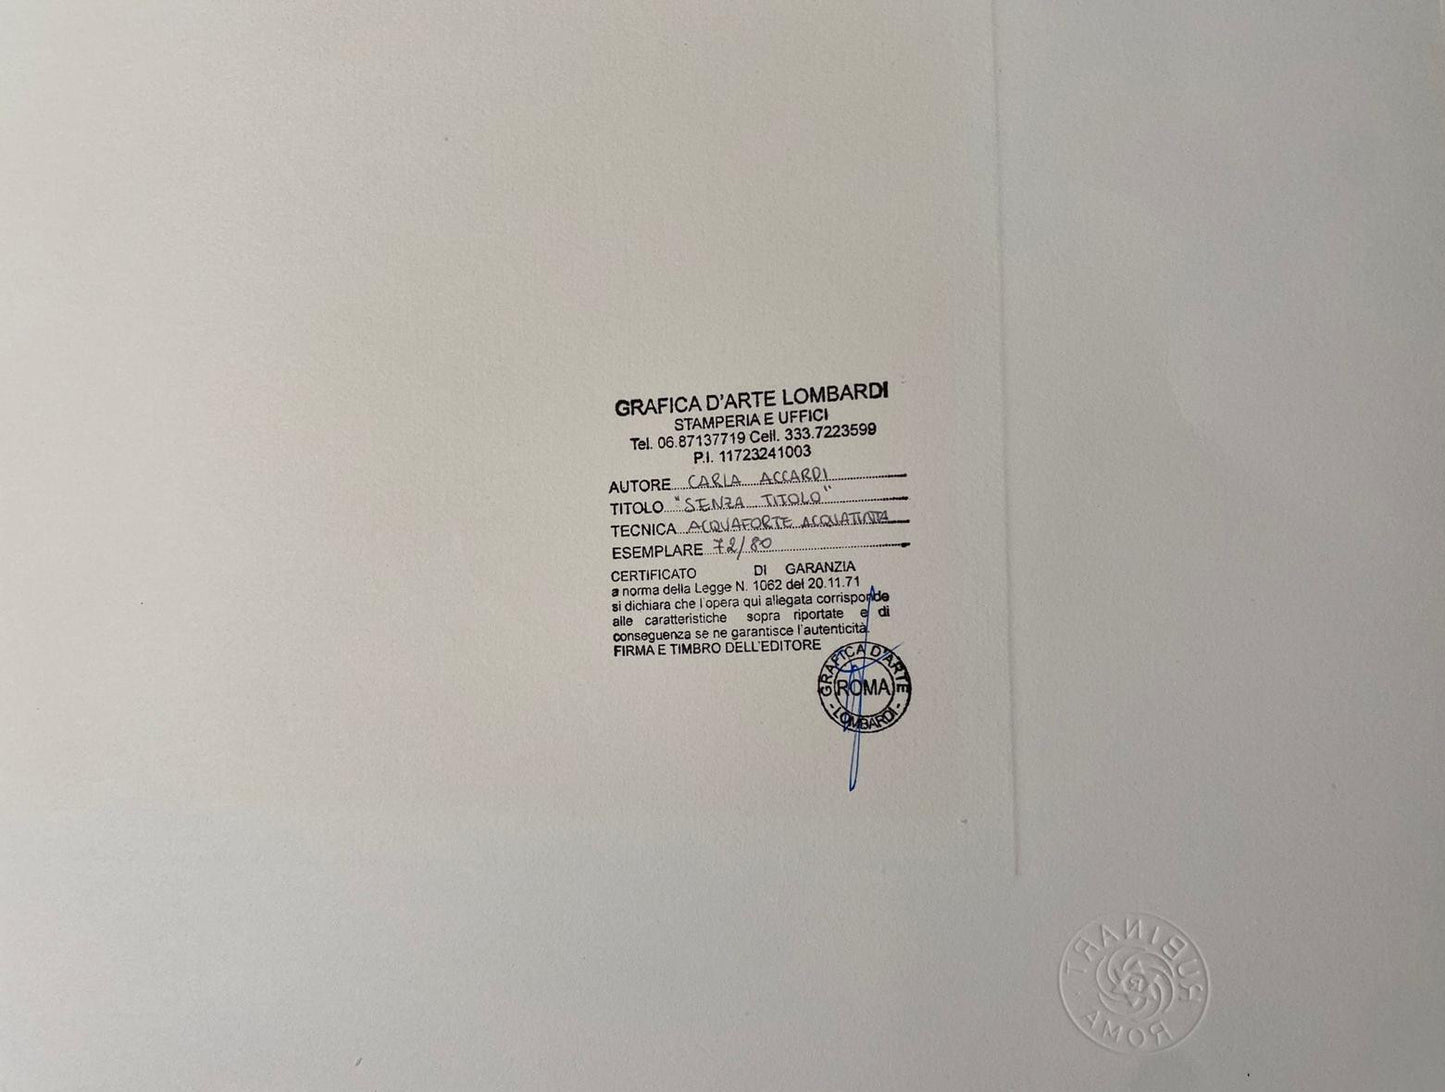 GRAFICA D'ARTE LOMBARDI
STAMPERIA E UFFICI
Tel. 06.87137719 Cell. 333.7223599
P.I. 11723241003
AUTORE CARLA ACCARDI
TITOLO "SENZA TITOLO"
TECNICA ACQUAFORTE ACQUATINTA
ESEMPLARE 72/80
CERTIFICATO DI GARANZIA
a norma della Legge N. 1062 del 20.11.71
si dichiara che l'opera qui allegata corrisponde
alle caratteristiche sopra riportate e di
conseguenza se ne garantisce l'autenticità.
FIRMA E TIMBRO DELL'EDITORE
GRAFICA D'ARTE
ROMA
- LOMBARDI -
RUBINART
ROMA